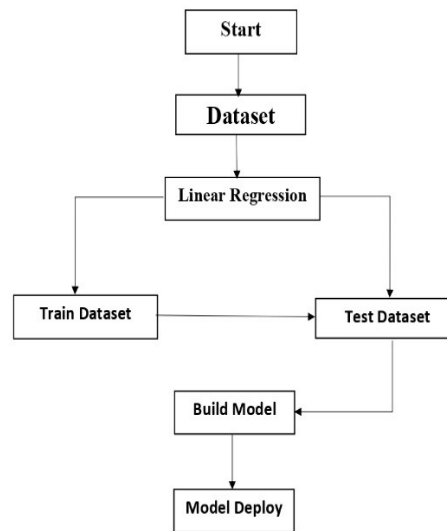 Start
Dataset
Linear Regression
Train Dataset
Test Dataset
Build Model
Model Deploy